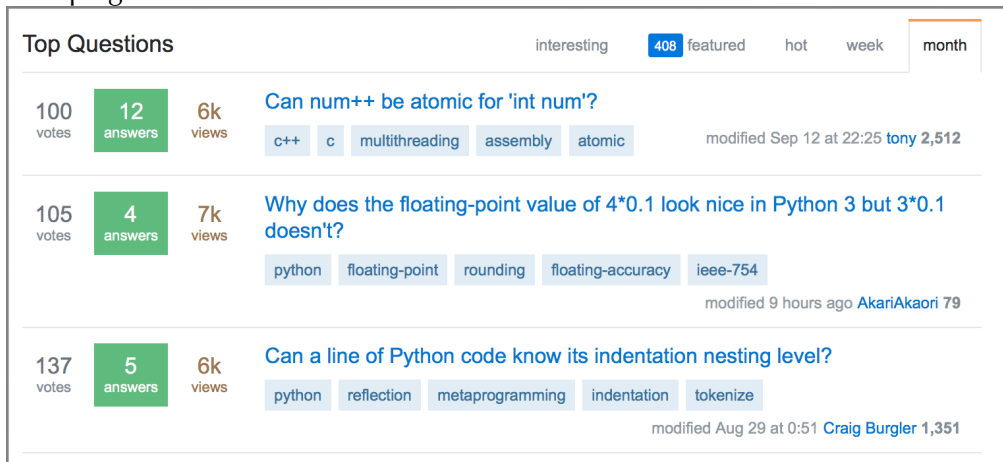 Top Questions interesting 408 featured hot week month
100 votes 12 answers 6k views
Can num++ be atomic for 'int num'?
c++ c multithreading assembly atomic
modified Sep 12 at 22:25 tony 2,512
105 votes 4 answers 7k views
Why does the floating-point value of 4*0.1 look nice in Python 3 but 3*0.1
doesn't?
python floating-point rounding floating-accuracy ieee-754
modified 9 hours ago AkariAkaori 79
137 votes 5 answers 6k views
Can a line of Python code know its indentation nesting level?
python reflection metaprogramming indentation tokenize
modified Aug 29 at 0:51 Craig Burgler 1,351